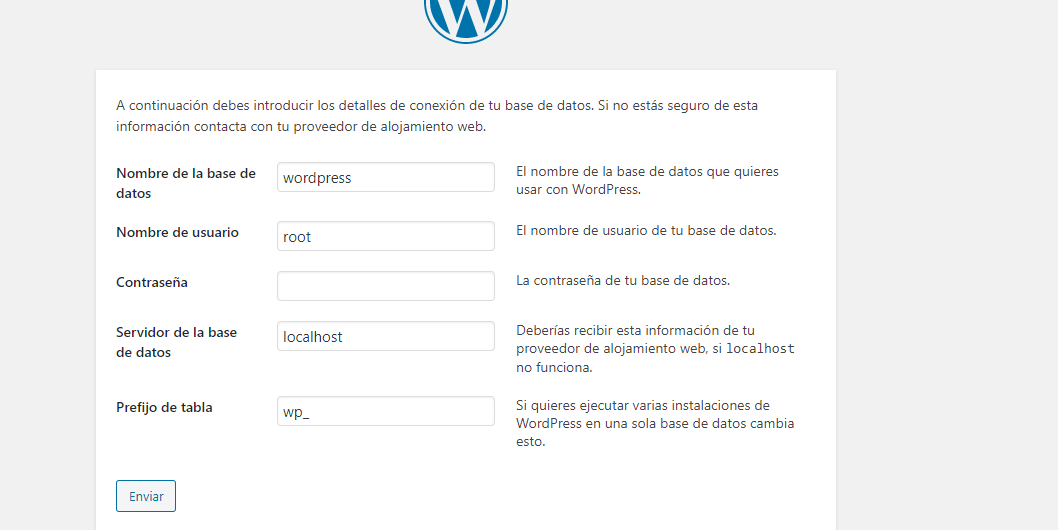 A continuación debes introducir los detalles de conexión de tu base de datos. Si no estás seguro de esta
información contacta con tu proveedor de alojamiento web.
Nombre de la base de
datos
wordpress
El nombre de la base de datos que quieres
usar con WordPress.
Nombre de usuario
root
El nombre de usuario de tu base de datos.
Contraseña
La contraseña de tu base de datos.
Servidor de la base
de datos
localhost
Deberías recibir esta información de tu
proveedor de alojamiento web, si localhost
no funciona.
Prefijo de tabla
wp_
Si quieres ejecutar varias instalaciones de
WordPress en una sola base de datos cambia
esto.
Enviar